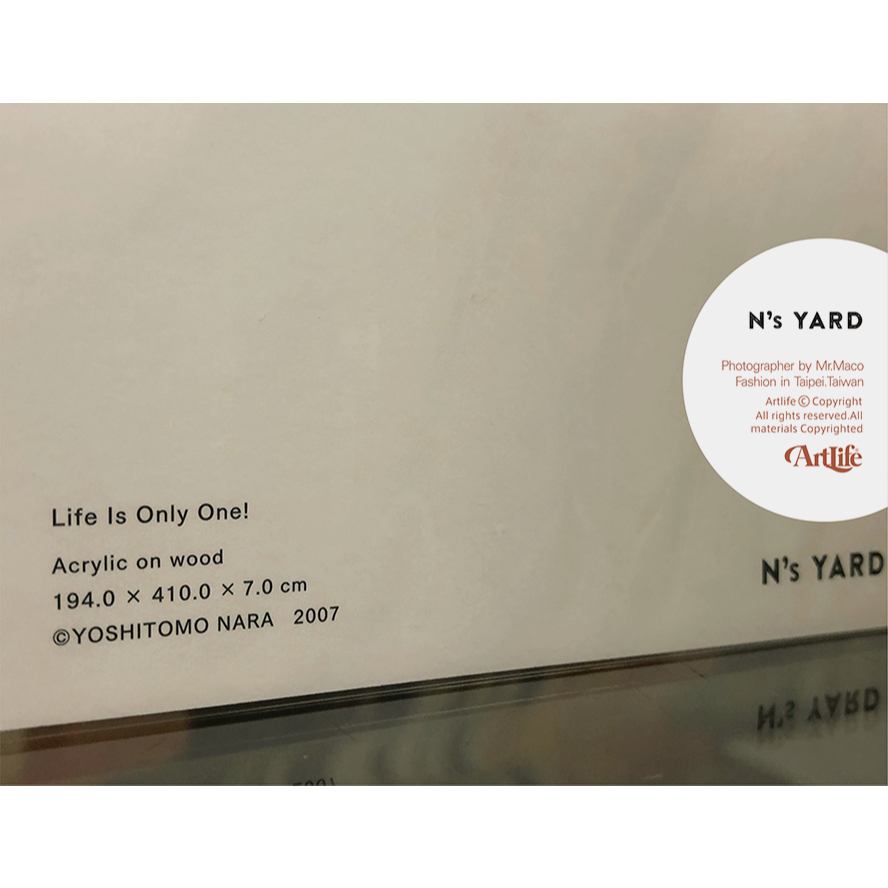 N's YARD
Photographer by Mr.Maco
Fashion in Taipei.Taiwan
Artlife © Copyright
All rights reserved.All
materials Copyrighted
ArtLife
Life Is Only One!
Acrylic on wood
194.0 × 410.0 × 7.0 cm
©YOSHITOMO NARA 2007
N's YARD